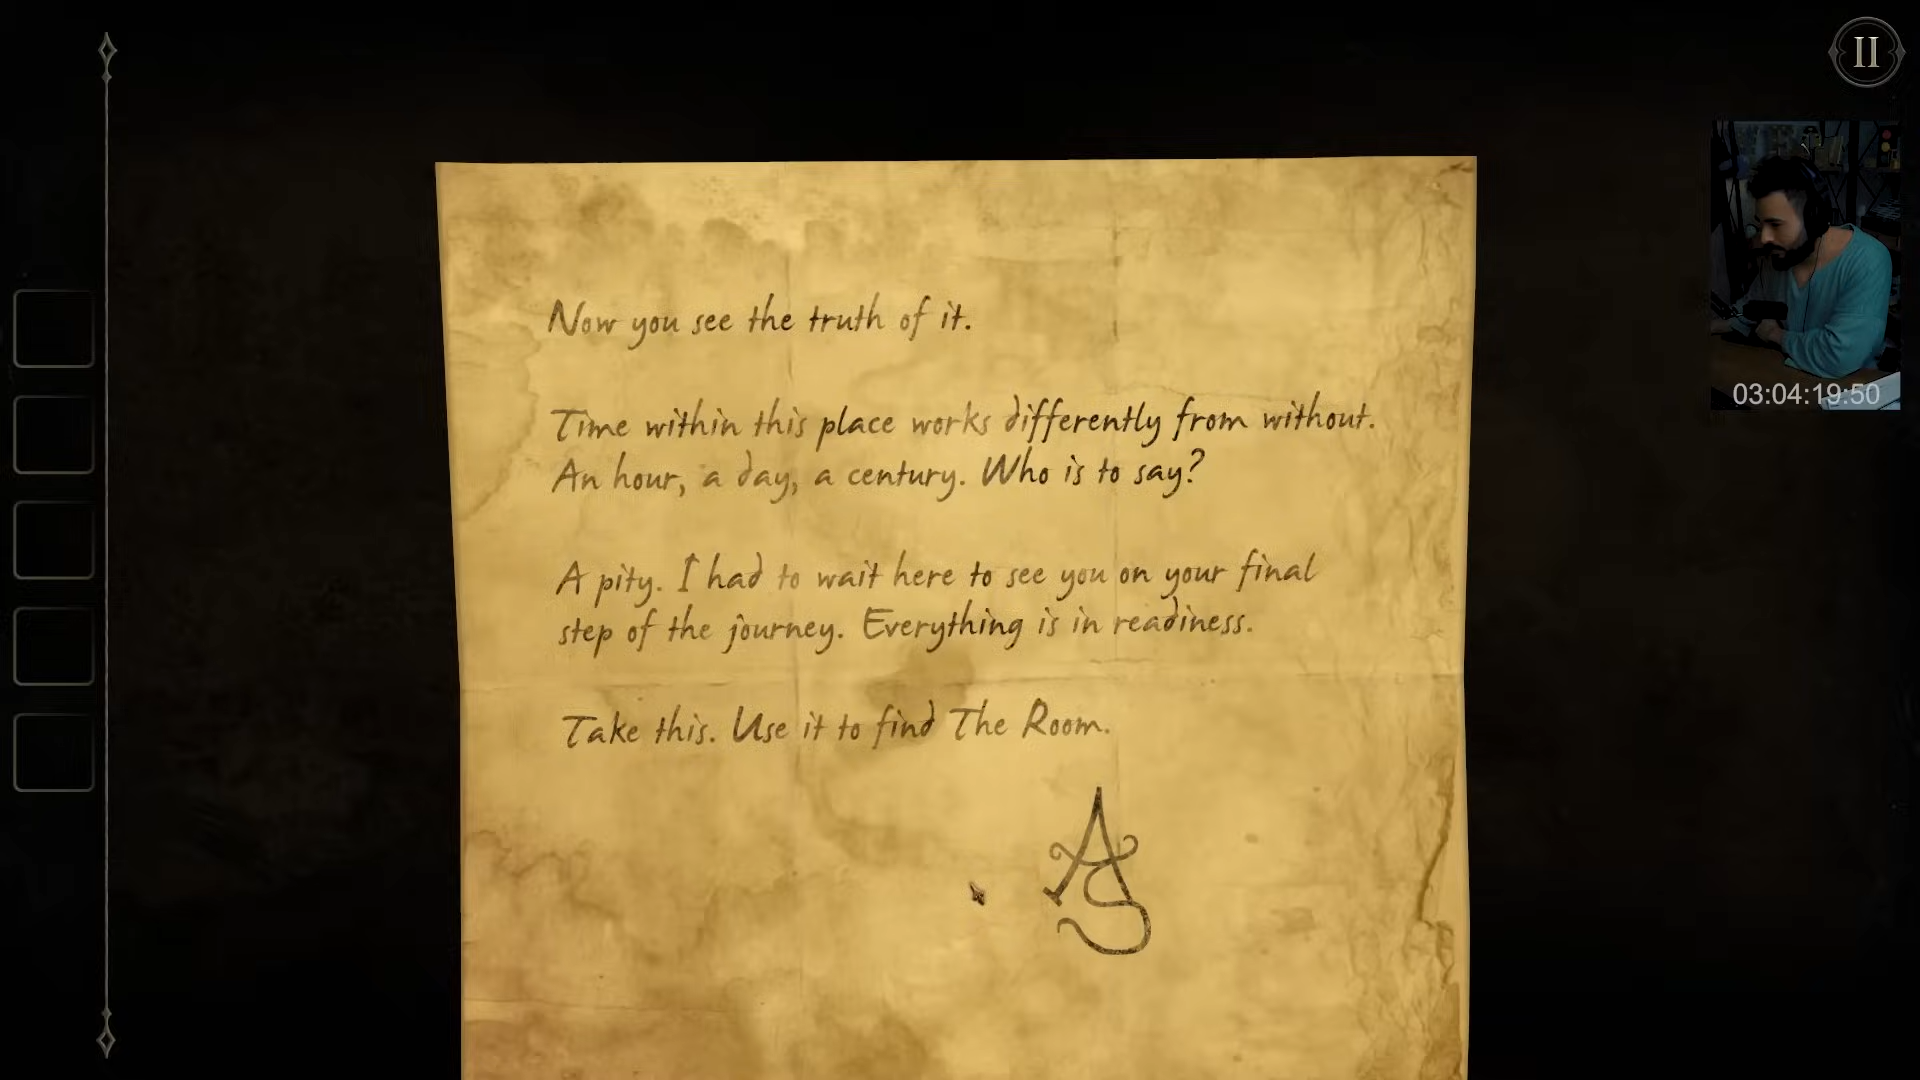 Now you see the truth of it.
Time within this place works differently from without.
An hour, a day, a century. Who is to say?
A pity. I had to wait here to see you on your final
step of the journey. Everything is in readiness.
Take this. Use it to find The Room.
AS
03:04:19:50